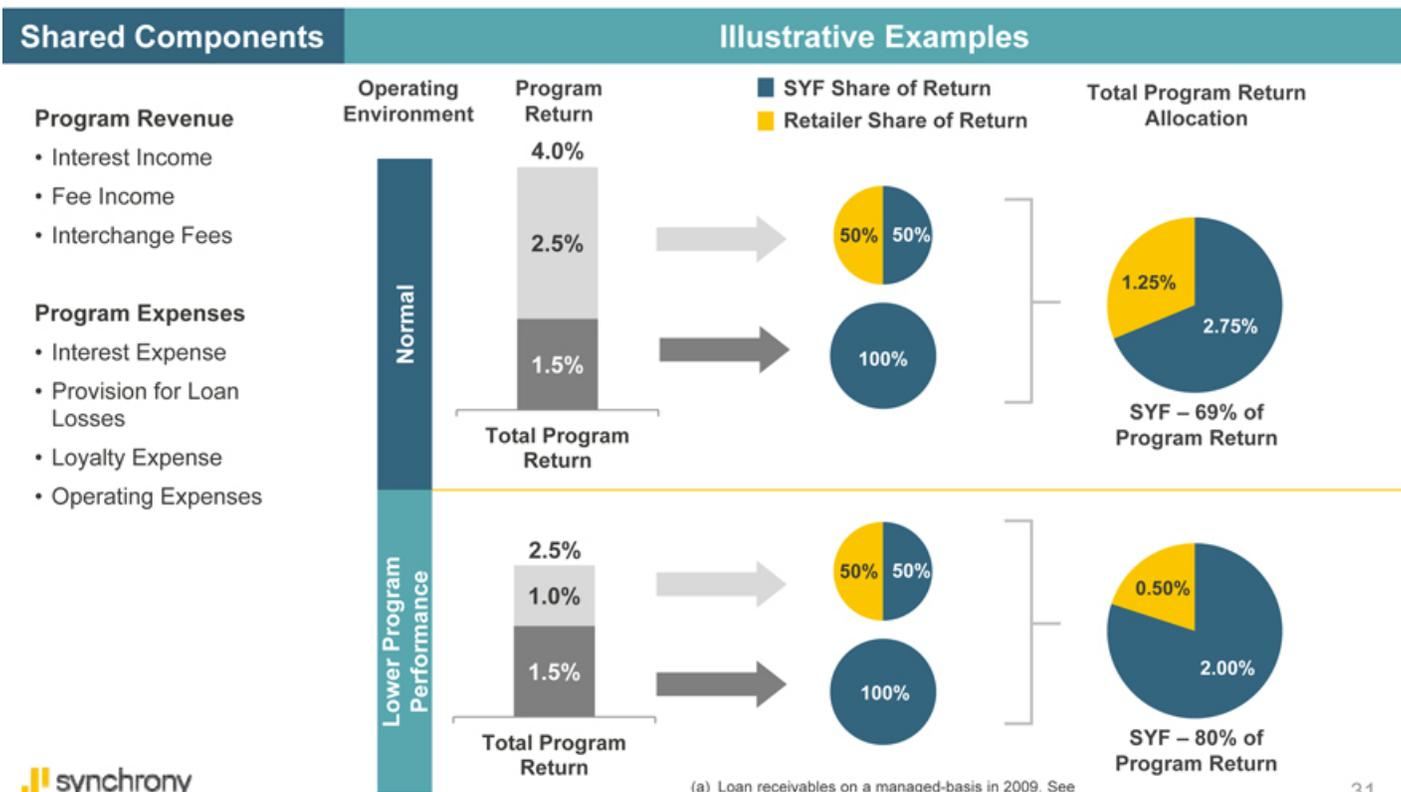 Shared Components
Illustrative Examples
Program Revenue
• Interest Income
• Fee Income
• Interchange Fees
Program Expenses
• Interest Expense
• Provision for Loan
Losses
• Loyalty Expense
• Operating Expenses
Operating
Environment
Program
Return
SYF Share of Return
Retailer Share of Return
Total Program Return
Allocation
Normal
4.0%
2.5%
1.5%
Total Program
Return
50% 50%
100%
1.25%
2.75%
SYF – 69% of
Program Return
Lower Program
Performance
2.5%
1.0%
1.5%
Total Program
Return
50% 50%
100%
0.50%
2.00%
SYF – 80% of
Program Return
synchrony
(a) Loan receivables on a managed-basis in 2009. See
31